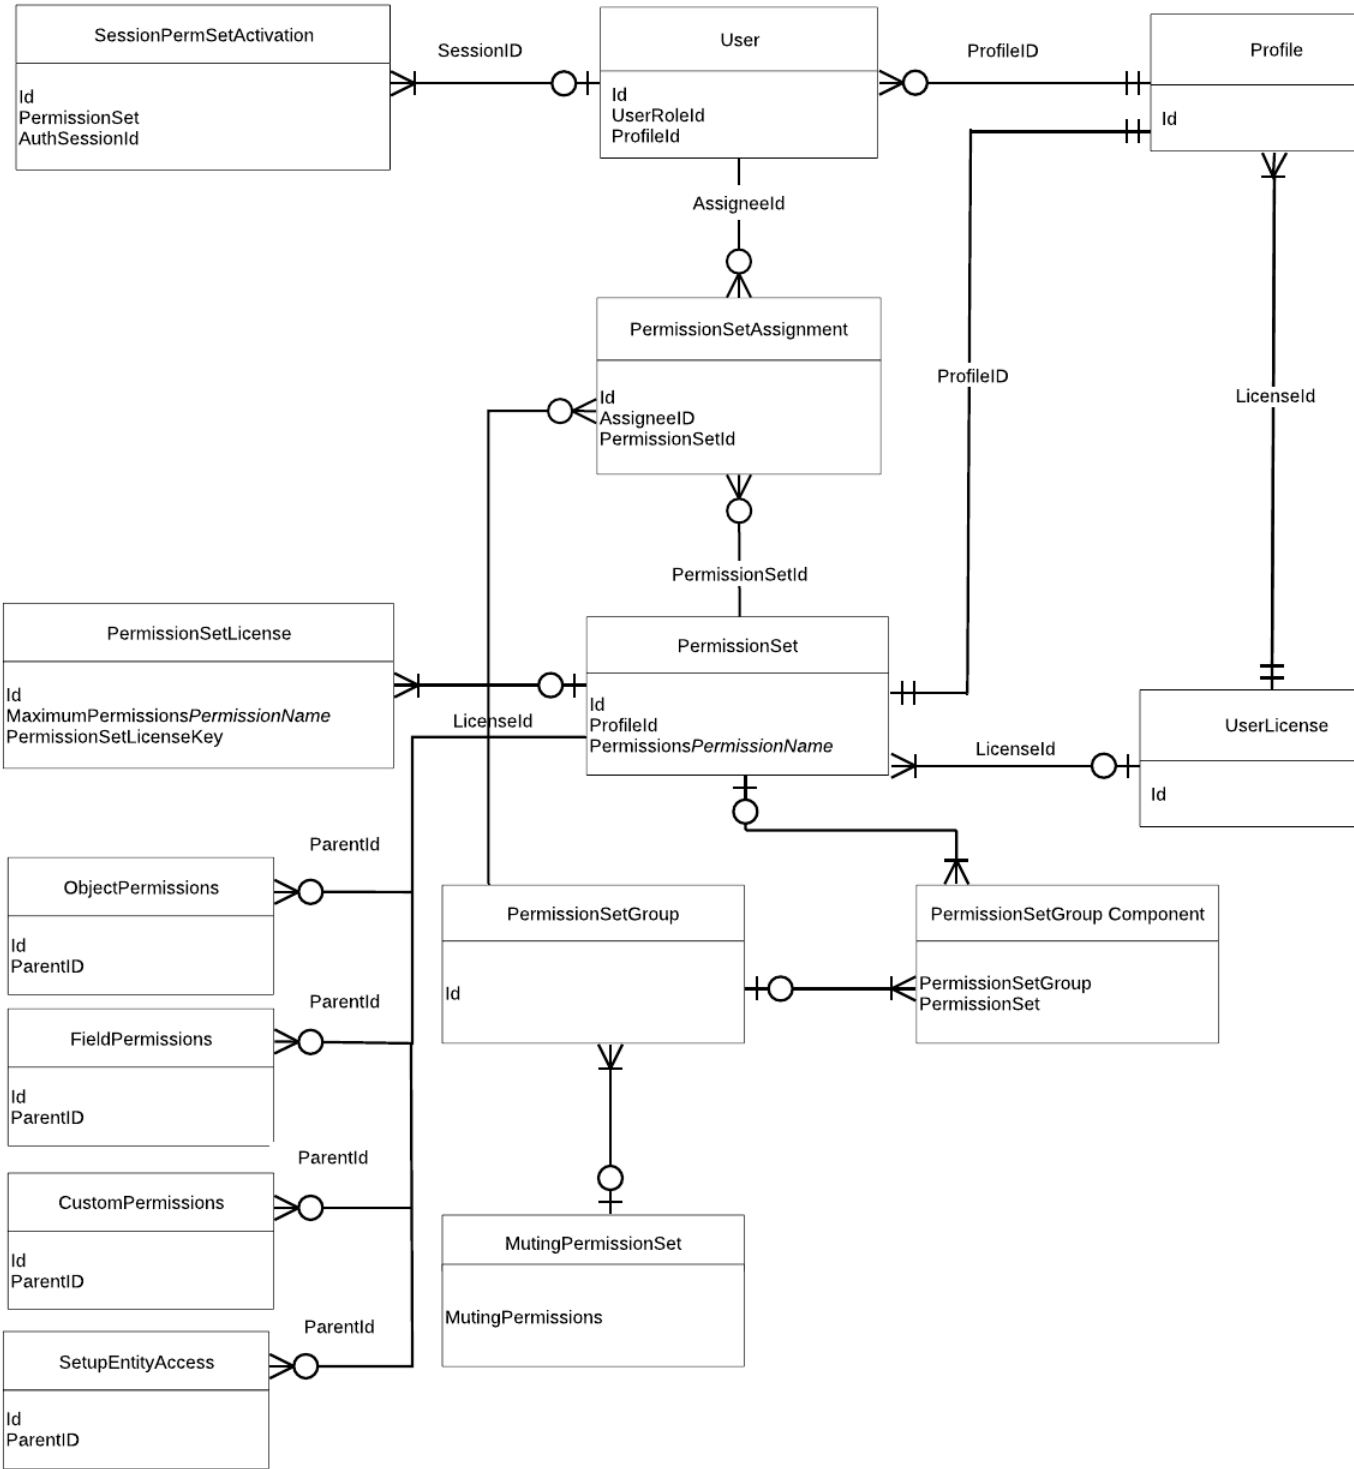 SessionPermSetActivation
Id
PermissionSet
AuthSessionId
SessionID
User
Id
UserRoleId
ProfileId
ProfileID
Profile
Id
AssigneeId
PermissionSetAssignment
Id
AssigneeID
PermissionSetId
ProfileID
LicenseId
PermissionSetId
PermissionSetLicense
Id
MaximumPermissionsPermissionName
PermissionSetLicenseKey
LicenseId
PermissionSet
Id
ProfileId
PermissionsPermissionName
LicenseId
UserLicense
Id
ParentId
ObjectPermissions
Id
ParentID
PermissionSetGroup
Id
PermissionSetGroup Component
PermissionSetGroup
PermissionSet
ParentId
FieldPermissions
Id
ParentID
ParentId
CustomPermissions
Id
ParentID
MutingPermissionSet
MutingPermissions
ParentId
SetupEntityAccess
Id
ParentID